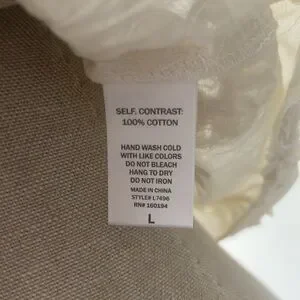 SELF. CONTRAST:
100% COTTON
HAND WASH COLD
WITH LIKE COLORS
DO NOT BLEACH
HANG TO DRY
DO NOT IRON
MADE IN CHINA
STYLE# L7496
RN# 160194
L